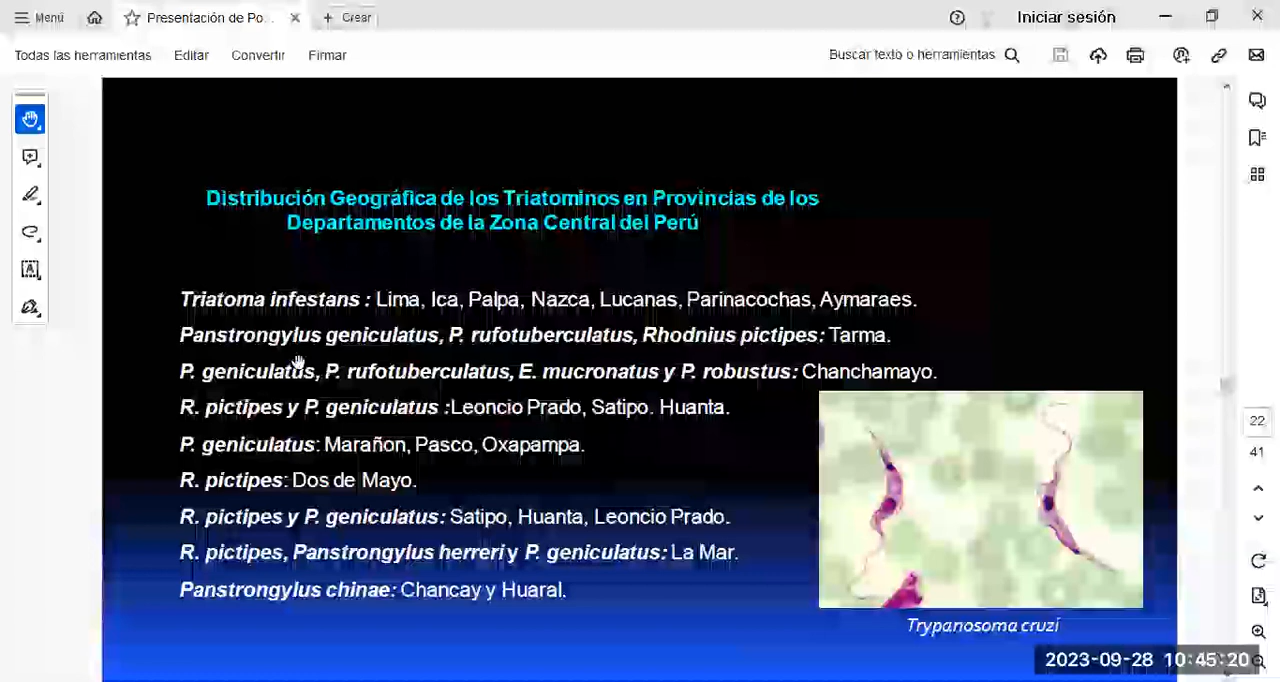 Menú
Presentación de Po...
Crear
Iniciar sesión
Todas las herramientas
Editar
Convertir
Firmar
Buscar texto o herramientas
Distribución Geográfica de los Triatominos en Provincias de los
Departamentos de la Zona Central del Perú
Triatoma infestans : Lima, Ica, Palpa, Nazca, Lucanas, Parinacochas, Aymaraes.
Panstrongylus geniculatus, P. rufotuberculatus, Rhodnius pictipes: Tarma.
P. geniculatus, P. rufotuberculatus, E. mucronatus y P. robustus: Chanchamayo.
R. pictipes y P. geniculatus :Leoncio Prado, Satipo. Huanta.
P. geniculatus: Marañon, Pasco, Oxapampa.
R. pictipes: Dos de Mayo.
R. pictipes y P. geniculatus: Satipo, Huanta, Leoncio Prado.
R. pictipes, Panstrongylus herreri y P. geniculatus: La Mar.
Panstrongylus chinae: Chancay y Huaral.
Trypanosoma cruzi
22
41
2023-09-28 10:45:20